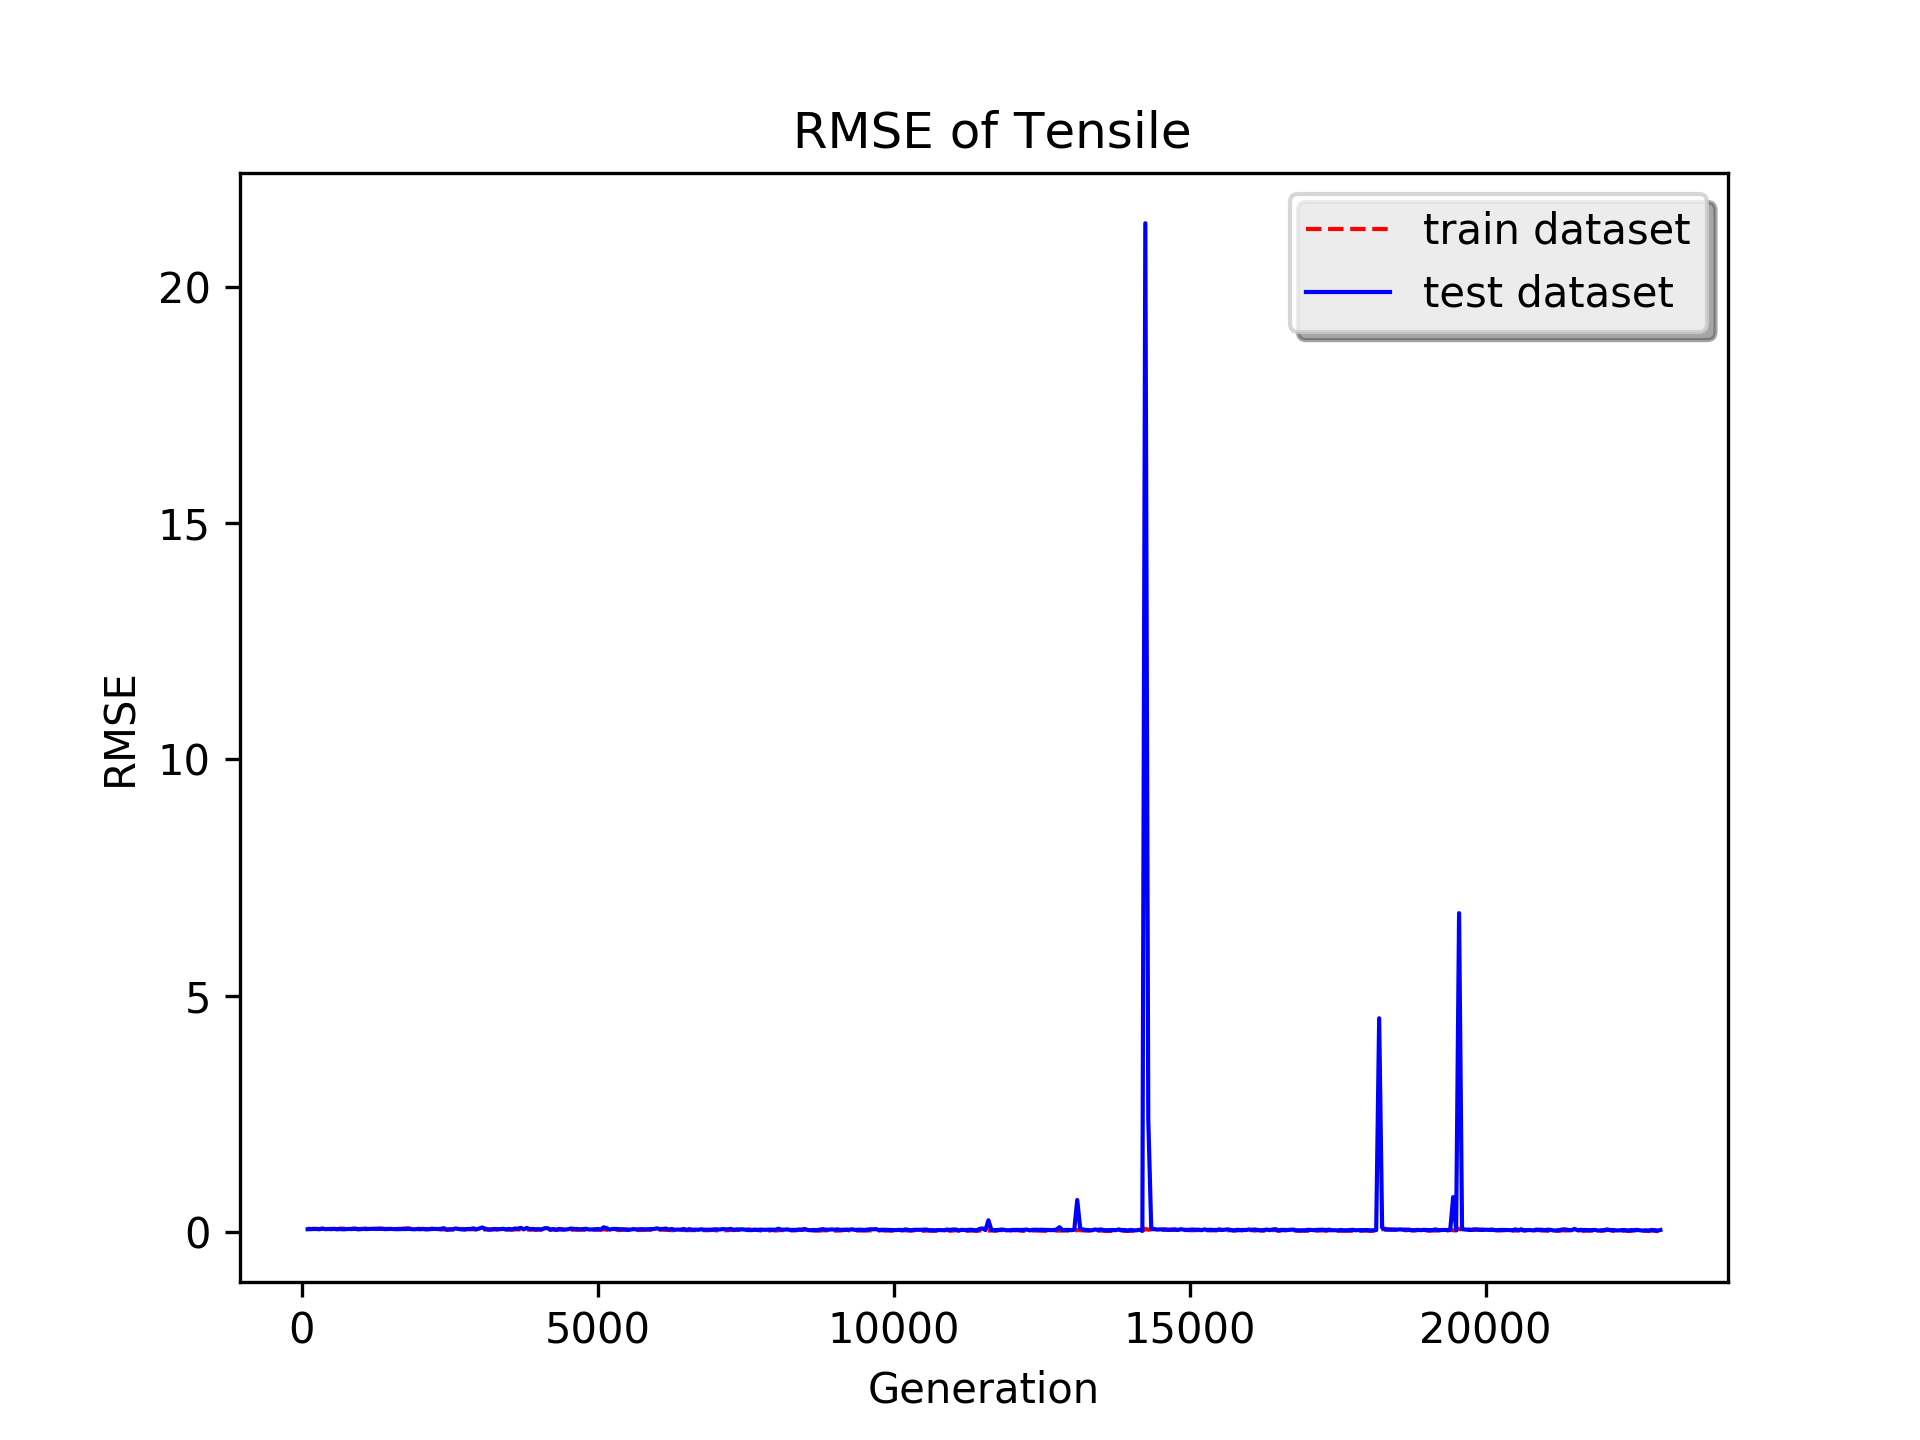 RMSE of Tensile
train dataset
test dataset
20
15
10
5
0
RMSE
0 5000 10000 15000 20000
Generation